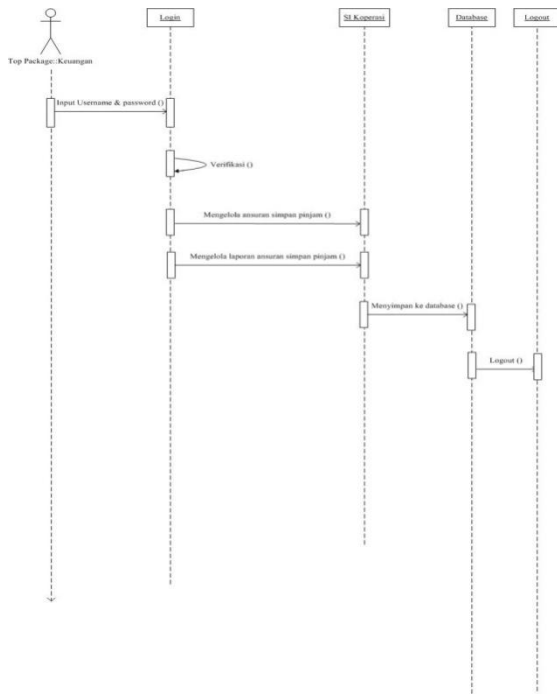 Login
SI Koperasi
Database
Logout
Top Package::Keuangan
Input Username & password ()
Verifikasi ()
Mengelola ansuran simpan pinjam ()
Mengelola laporan ansuran simpan pinjam ()
Menyimpan ke database ()
Logout ()